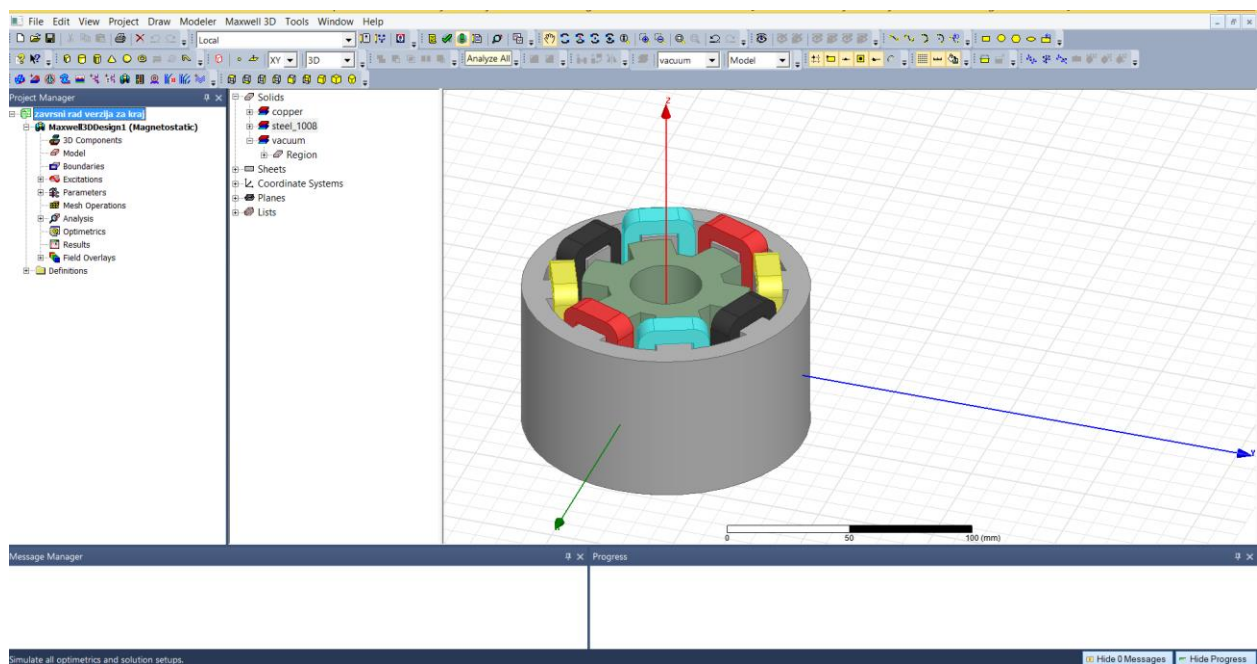 File Edit View Project Draw Modeler Maxwell 3D Tools Window Help
Local
XY 3D Analyze All vacuum Model
Project Manager
zavrsni rad verzija za kraj
Maxwell3DDesign1 (Magnetostatic)
3D Components
Model
Boundaries
Excitations
Parameters
Mesh Operations
Analysis
Optimetrics
Results
Field Overlays
Definitions
Solids
copper
steel_1008
vacuum
Region
Sheets
Coordinate Systems
Planes
Lists
Z
Y
0 50 100 (mm)
Message Manager
Progress
Simulate all optimetrics and solution setups.
Hide 0 Messages Hide Progress